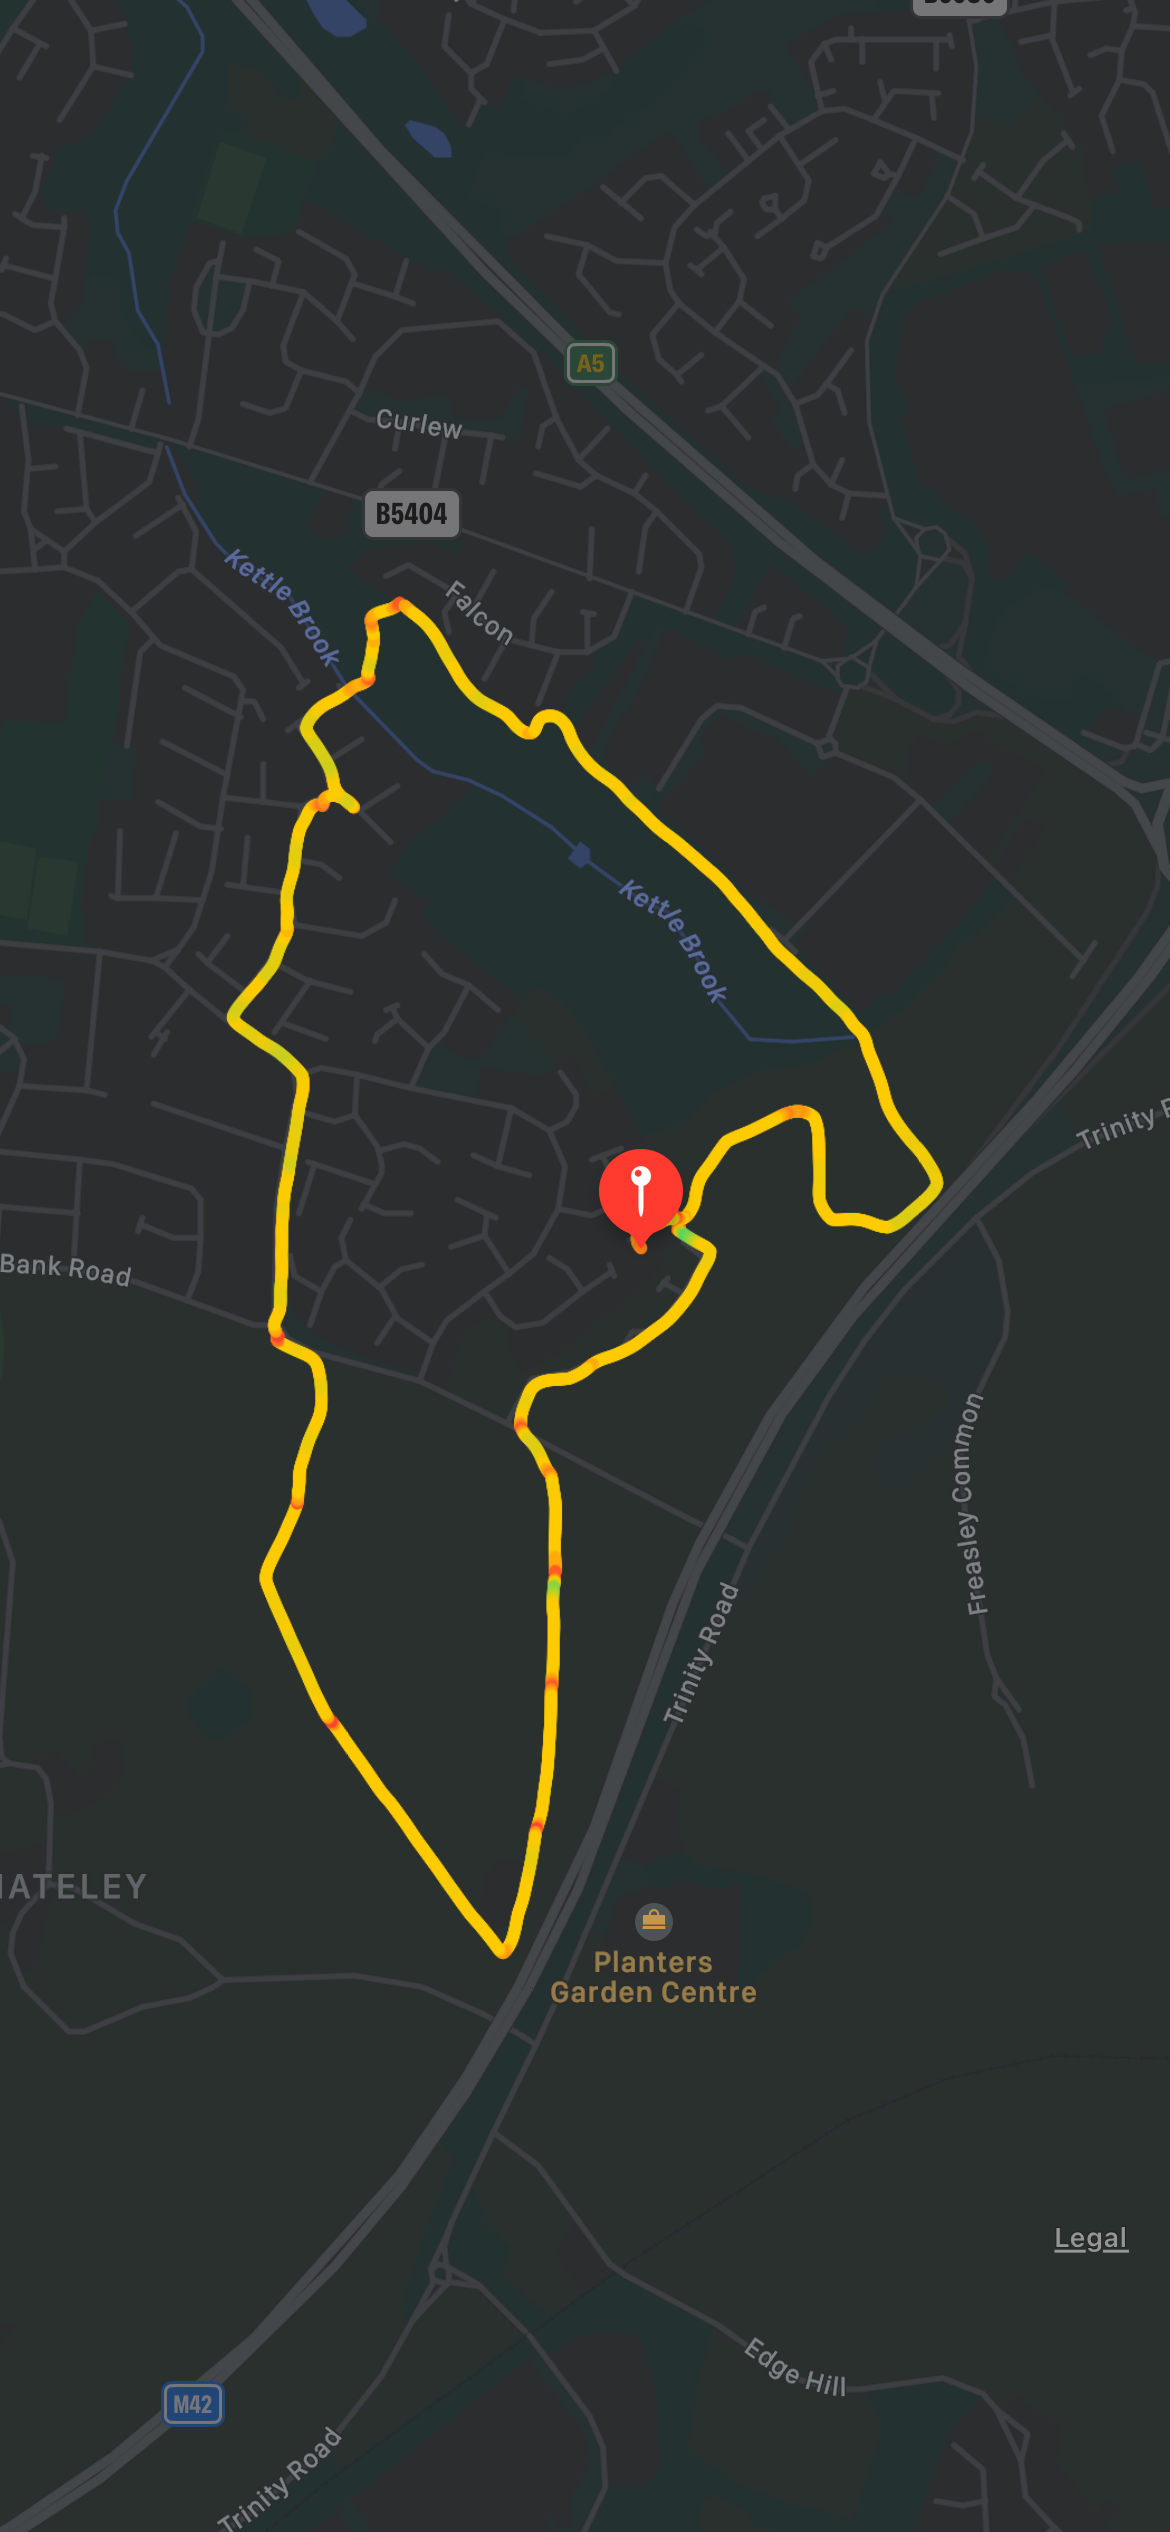 A5
Curlew
B5404
Kettle Brook
Falcon
Kettle Brook
Trinity
Bank Road
Freasley Common
Trinity Road
Planters
Garden Centre
Legal
Edge Hill
M42
Trinity Road